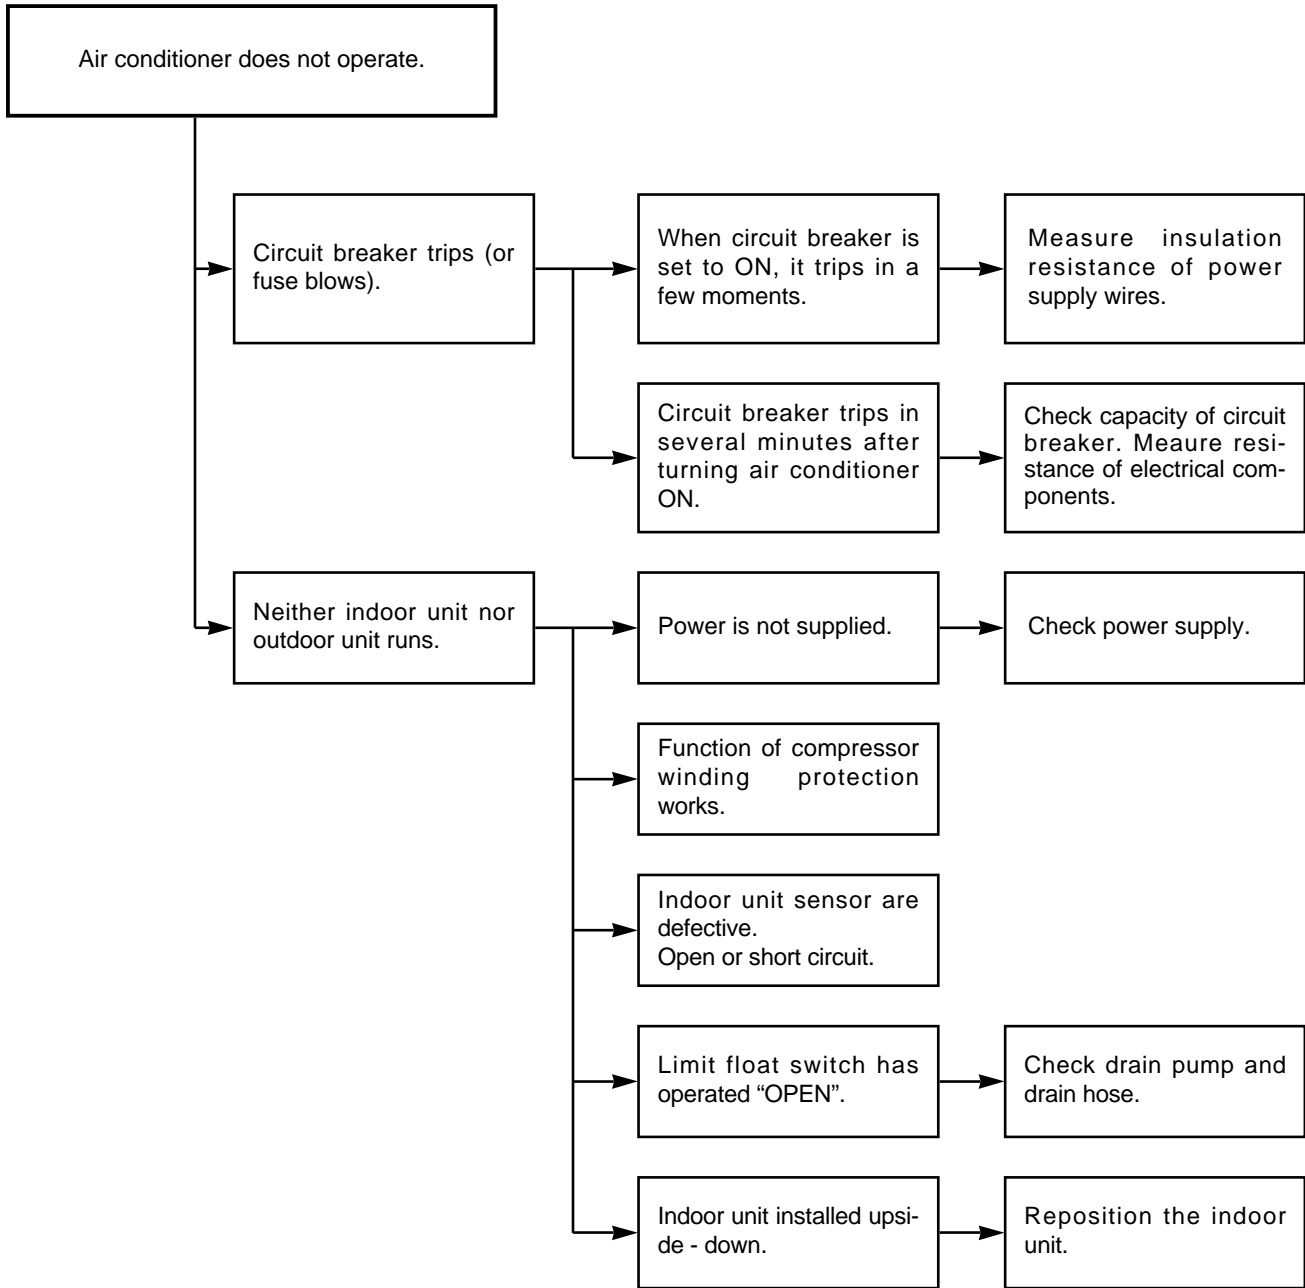 Air conditioner does not operate.
Circuit breaker trips (or
fuse blows).
When circuit breaker is
set to ON, it trips in a
few moments.
Measure insulation
resistance of power
supply wires.
Circuit breaker trips in
several minutes after
turning air conditioner
ON.
Check capacity of circuit
breaker. Meaure resi-
stance of electrical com-
ponents.
Neither indoor unit nor
outdoor unit runs.
Power is not supplied.
Check power supply.
Function of compressor
winding protection
works.
Indoor unit sensor are
defective.
Open or short circuit.
Limit float switch has
operated “OPEN”.
Check drain pump and
drain hose.
Indoor unit installed upsi-
de - down.
Reposition the indoor
unit.